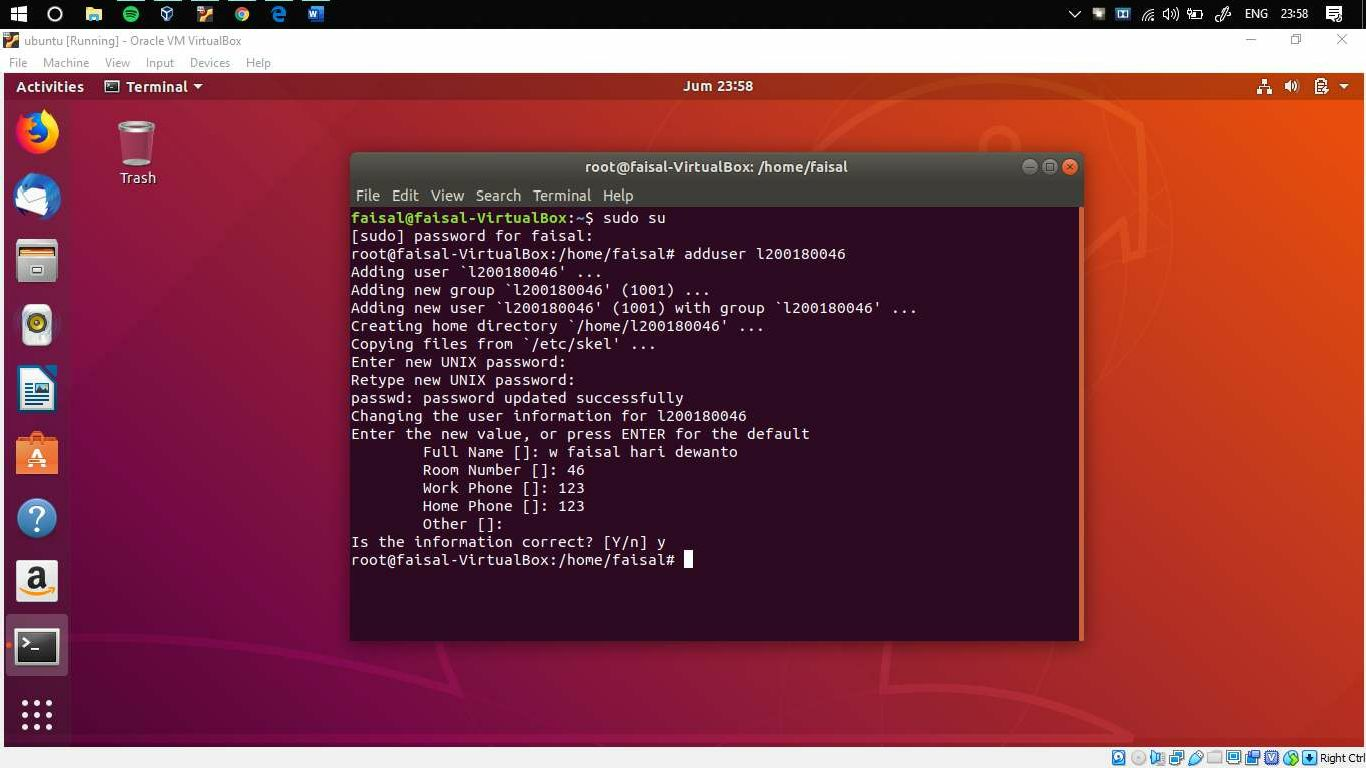 ENG 23:58
ubuntu [Running] - Oracle VM VirtualBox
File Machine View Input Devices Help
Activities Terminal Jum 23:58
Trash
root@faisal-VirtualBox: /home/faisal
File Edit View Search Terminal Help
faisal@faisal-VirtualBox:~$ sudo su
[sudo] password for faisal:
root@faisal-VirtualBox:/home/faisal# adduser l200180046
Adding user `l200180046' ...
Adding new group `l200180046' (1001) ...
Adding new user `l200180046' (1001) with group `l200180046' ...
Creating home directory `/home/l200180046' ...
Copying files from `/etc/skel' ...
Enter new UNIX password:
Retype new UNIX password:
passwd: password updated successfully
Changing the user information for l200180046
Enter the new value, or press ENTER for the default
Full Name []: w faisal hari dewanto
Room Number []: 46
Work Phone []: 123
Home Phone []: 123
Other []:
Is the information correct? [Y/n] y
root@faisal-VirtualBox:/home/faisal#
Right Ctrl